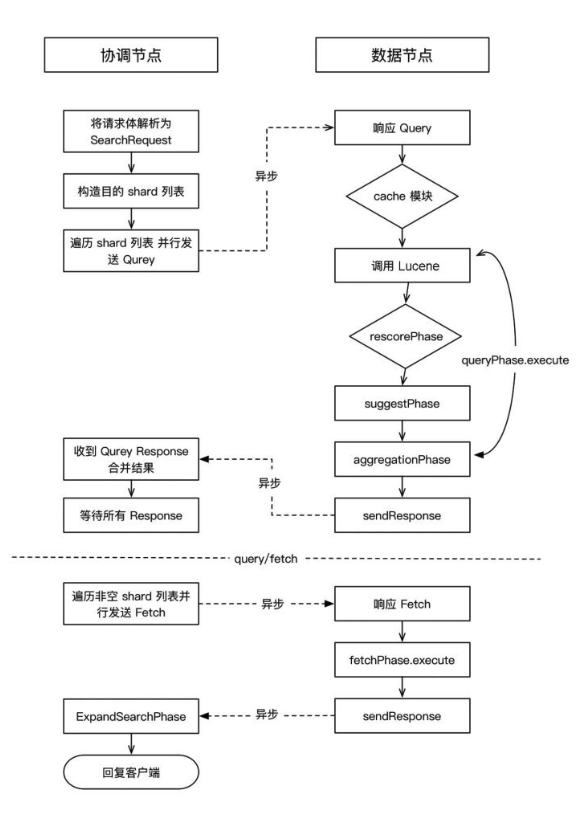 协调节点
数据节点
将请求体解析为
SearchRequest
构造目的 shard 列表
遍历 shard 列表 并行发
送 Qurey
异步
响应 Query
cache 模块
调用 Lucene
rescorePhase
queryPhase.execute
suggestPhase
aggregationPhase
sendResponse
异步
收到 Qurey Response
合并结果
等待所有 Response
query/fetch
遍历非空 shard 列表并
行发送 Fetch
异步
响应 Fetch
fetchPhase.execute
sendResponse
异步
ExpandSearchPhase
回复客户端